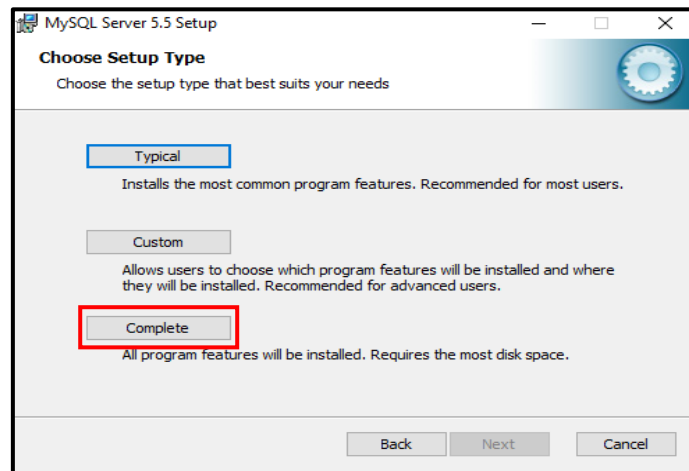 MySQL Server 5.5 Setup
Choose Setup Type
Choose the setup type that best suits your needs
Typical
Installs the most common program features. Recommended for most users.
Custom
Allows users to choose which program features will be installed and where
they will be installed. Recommended for advanced users.
Complete
All program features will be installed. Requires the most disk space.
Back Next Cancel